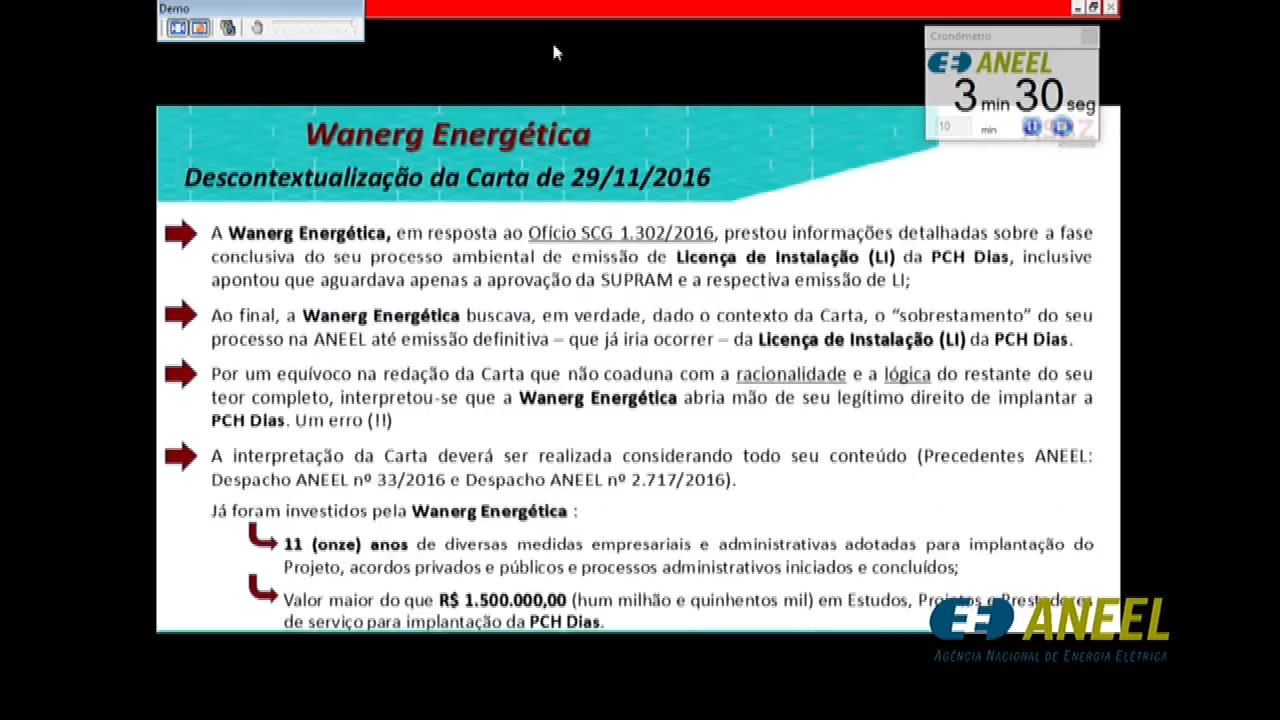 Demo
Cronômetro
ANEEL
3 min 30 seg
10 min
Wanerg Energética
Descontextualização da Carta de 29/11/2016
A Wanerg Energética, em resposta ao Ofício SCG 1.302/2016, prestou informações detalhadas sobre a fase
conclusiva do seu processo ambiental de emissão de Licença de Instalação (LI) da PCH Dias, inclusive
apontou que aguardava apenas a aprovação da SUPRAM e a respectiva emissão de LI;
Ao final, a Wanerg Energética buscava, em verdade, dado o contexto da Carta, o “sobrestamento” do seu
processo na ANEEL até emissão definitiva – que já iria ocorrer – da Licença de Instalação (LI) da PCH Dias.
Por um equívoco na redação da Carta que não coaduna com a racionalidade e a lógica do restante do seu
teor completo, interpretou-se que a Wanerg Energética abria mão de seu legítimo direito de implantar a
PCH Dias. Um erro (!!)
A interpretação da Carta deverá ser realizada considerando todo seu conteúdo (Precedentes ANEEL:
Despacho ANEEL nº 33/2016 e Despacho ANEEL nº 2.717/2016).
Já foram investidos pela Wanerg Energética :
11 (onze) anos de diversas medidas empresariais e administrativas adotadas para implantação do
Projeto, acordos privados e públicos e processos administrativos iniciados e concluídos;
Valor maior do que R$ 1.500.000,00 (hum milhão e quinhentos mil) em Estudos, Projetos e Prestadores
de serviço para implantação da PCH Dias.
ANEEL
AGÊNCIA NACIONAL DE ENERGIA ELÉTRICA